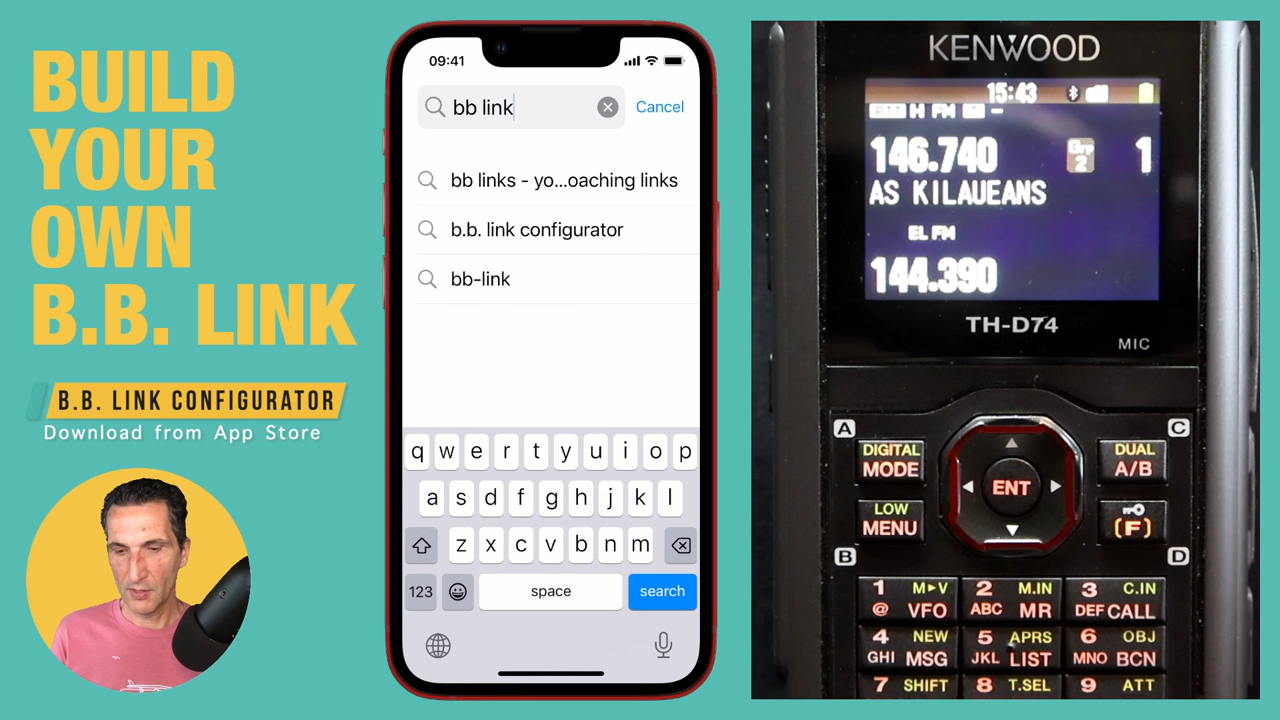 BUILD
YOUR
OWN
B.B. LINK
B.B. LINK CONFIGURATOR
Download from App Store
09:41
bb link
Cancel
bb links - yo...oaching links
b.b. link configurator
bb-link
q w e r t y u i o p
a s d f g h j k l
z x c v b n m
123 space search
KENWOOD
15:43
H FM
146.740 Grp 2 1
AS KILAUEANS
EL FM
144.390
TH-D74
MIC
A C
DIGITAL DUAL
MODE ENT A/B
LOW
MENU (F)
B D
1 M►V 2 M.IN 3 C.IN
@ VFO ABC MR DEF CALL
4 NEW 5 APRS 6 OBJ
GHI MSG JKL LIST MNO BCN
7 SHIFT 8 T.SEL 9 ATT